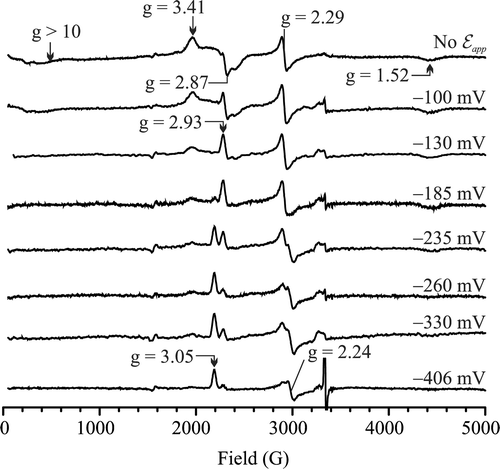 g = 3.41
g = 2.29
g > 10
No ℰapp
g = 2.87
g = 1.52
−100 mV
g = 2.93
−130 mV
−185 mV
−235 mV
−260 mV
−330 mV
g = 3.05
g = 2.24
−406 mV
0 1000 2000 3000 4000 5000
Field (G)